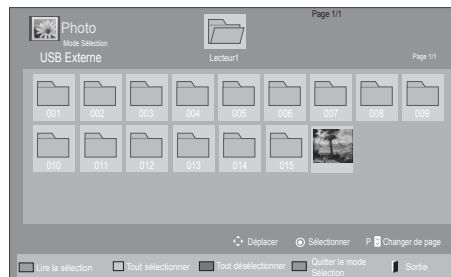 Page 1/1
Photo
Mode Sélection
USB Externe
Lecteur1
Page 1/1
001 002 003 004 005 006 007 008 009
010 011 012 013 014 015
Déplacer Sélectionner P Changer de page
Lire la sélection Tout sélectionner Tout désélectionner Quitter le mode Sélection Sortie